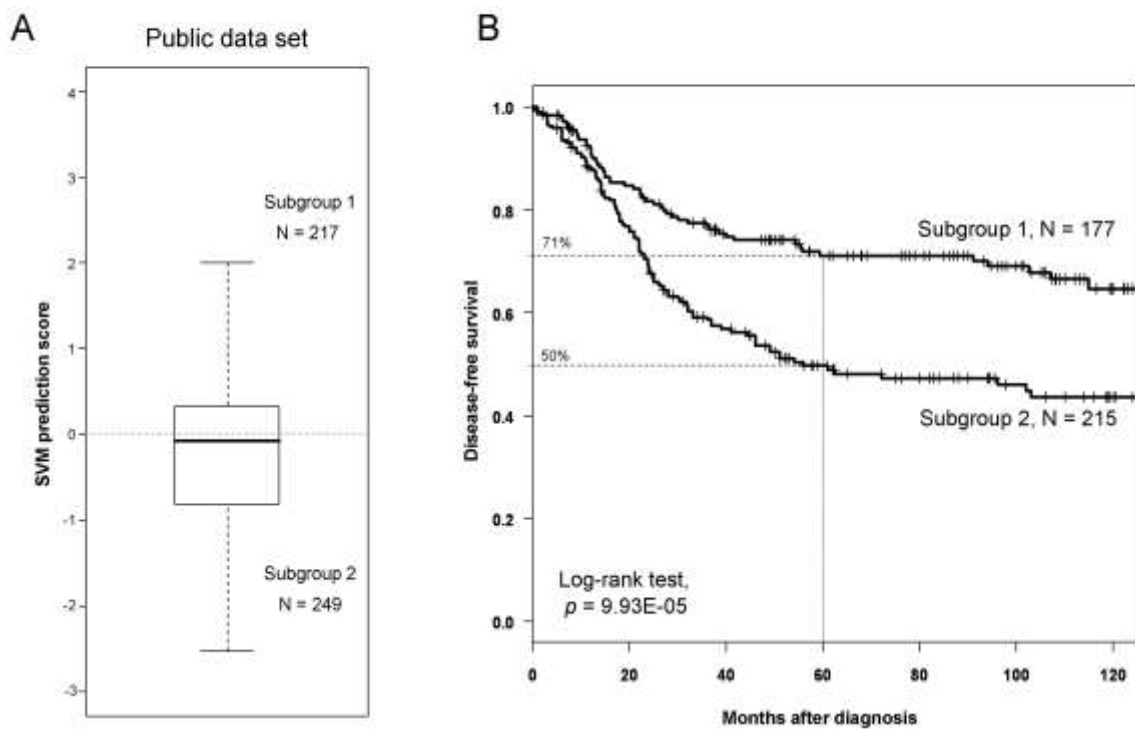 A
Public data set
4
3
2
1
0
-1
-2
-3
SVM prediction score
Subgroup 1
N = 217
Subgroup 2
N = 249
B
1.0
0.8
0.6
0.4
0.2
0.0
Disease-free survival
71%
50%
Subgroup 1, N = 177
Subgroup 2, N = 215
Log-rank test,
p = 9.93E-05
0 20 40 60 80 100 120
Months after diagnosis